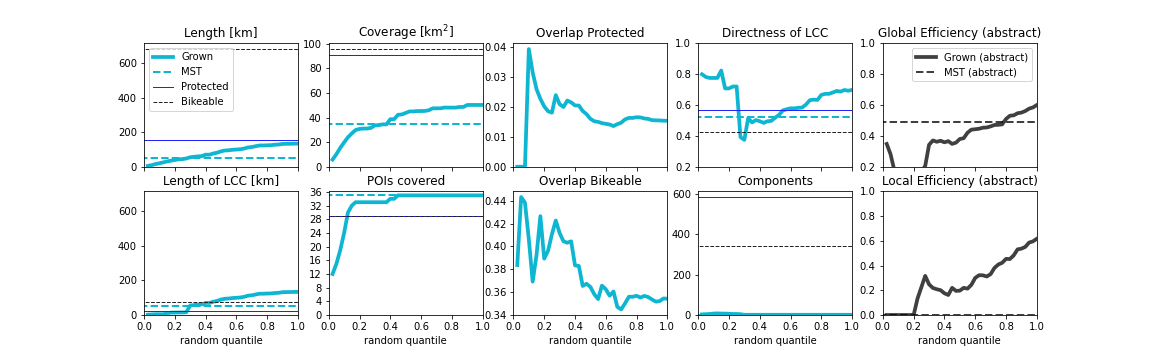 Length [km]
Coverage [km²]
Overlap Protected
Directness of LCC
Global Efficiency (abstract)
600
400
200
0
Grown
MST
Protected
Bikeable
100
80
60
40
20
0
0.04
0.03
0.02
0.01
0.00
1.0
0.8
0.6
0.4
0.2
1.0
0.8
0.6
0.4
0.2
Grown (abstract)
MST (abstract)
Length of LCC [km]
POIs covered
Overlap Bikeable
Components
Local Efficiency (abstract)
600
400
200
0
36
32
28
24
20
16
12
8
4
0
0.44
0.42
0.40
0.38
0.36
0.34
600
400
200
0
1.0
0.8
0.6
0.4
0.2
0.0
0.0 0.2 0.4 0.6 0.8 1.0
0.0 0.2 0.4 0.6 0.8 1.0
0.0 0.2 0.4 0.6 0.8 1.0
0.0 0.2 0.4 0.6 0.8 1.0
0.0 0.2 0.4 0.6 0.8 1.0
random quantile
random quantile
random quantile
random quantile
random quantile